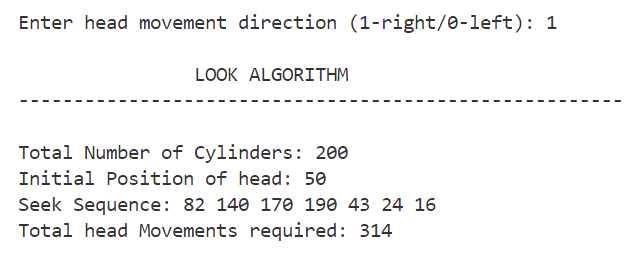 Enter head movement direction (1-right/0-left): 1
LOOK ALGORITHM
-------------------------------------------------------
Total Number of Cylinders: 200
Initial Position of head: 50
Seek Sequence: 82 140 170 190 43 24 16
Total head Movements required: 314